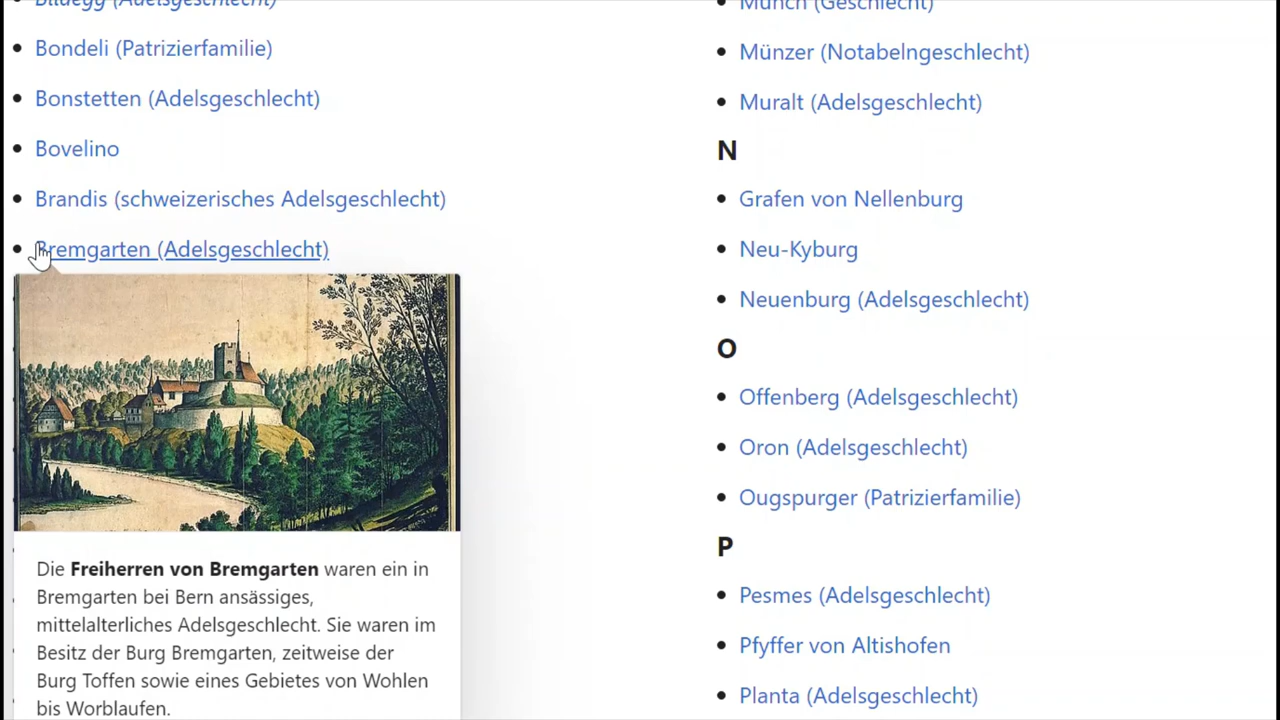 Bondeli (Patrizierfamilie)
Bonstetten (Adelsgeschlecht)
Bovelino
Brandis (schweizerisches Adelsgeschlecht)
Bremgarten (Adelsgeschlecht)
Die Freiherren von Bremgarten waren ein in
Bremgarten bei Bern ansässiges,
mittelalterliches Adelsgeschlecht. Sie waren im
Besitz der Burg Bremgarten, zeitweise der
Burg Toffen sowie eines Gebietes von Wohlen
bis Worblaufen.
Münch (Geschlecht)
Münzer (Notabelngeschlecht)
Muralt (Adelsgeschlecht)
N
Grafen von Nellenburg
Neu-Kyburg
Neuenburg (Adelsgeschlecht)
O
Offenberg (Adelsgeschlecht)
Oron (Adelsgeschlecht)
Ougspurger (Patrizierfamilie)
P
Pesmes (Adelsgeschlecht)
Pfyffer von Altishofen
Planta (Adelsgeschlecht)